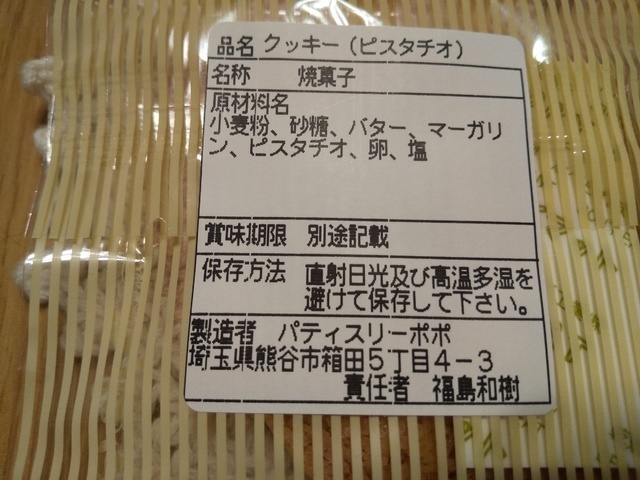 品名 クッキー(ピスタチオ)
名称 焼菓子
原材料名
小麦粉、砂糖、バター、マーガリ
ン、ピスタチオ、卵、塩
賞味期限 別途記載
保存方法 直射日光及び高温多湿を
避けて保存して下さい。
製造者 パティスリーポポ
埼玉県熊谷市箱田5丁目4-3
責任者 福島和樹